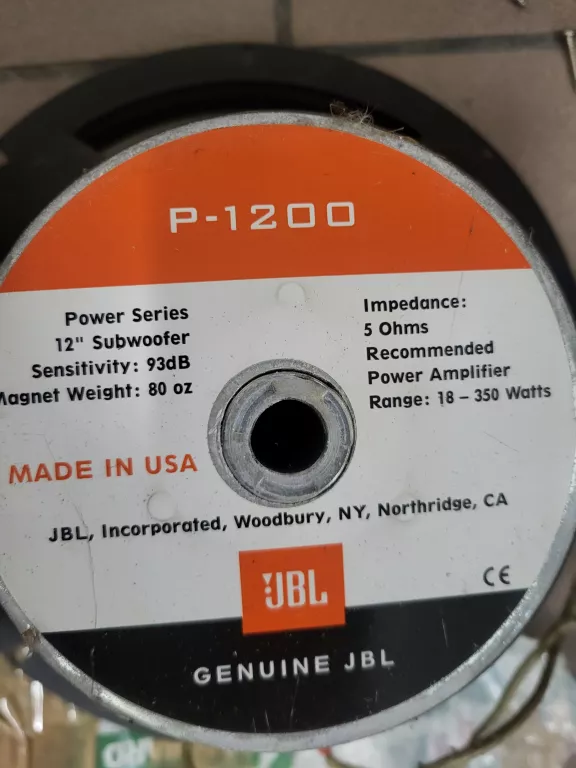 P-1200
Power Series
12" Subwoofer
Sensitivity: 93dB
Magnet Weight: 80 oz
Impedance:
5 Ohms
Recommended
Power Amplifier
Range: 18 – 350 Watts
MADE IN USA
JBL, Incorporated, Woodbury, NY, Northridge, CA
JBL
CE
GENUINE JBL